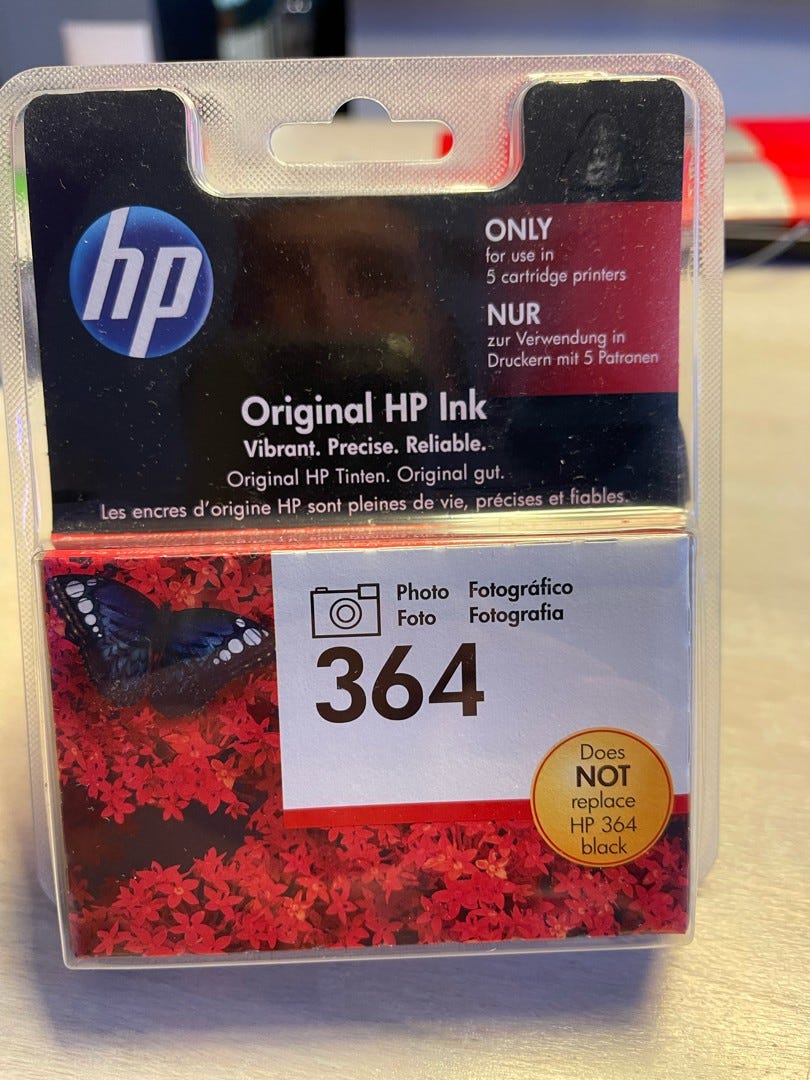 hp
ONLY
for use in
5 cartridge printers
NUR
zur Verwendung in
Druckern mit 5 Patronen
Original HP Ink
Vibrant. Precise. Reliable.
Original HP Tinten. Original gut.
Les encres d'origine HP sont pleines de vie, précises et fiables.
Photo Fotográfico
Foto Fotografia
364
Does
NOT
replace
HP 364
black